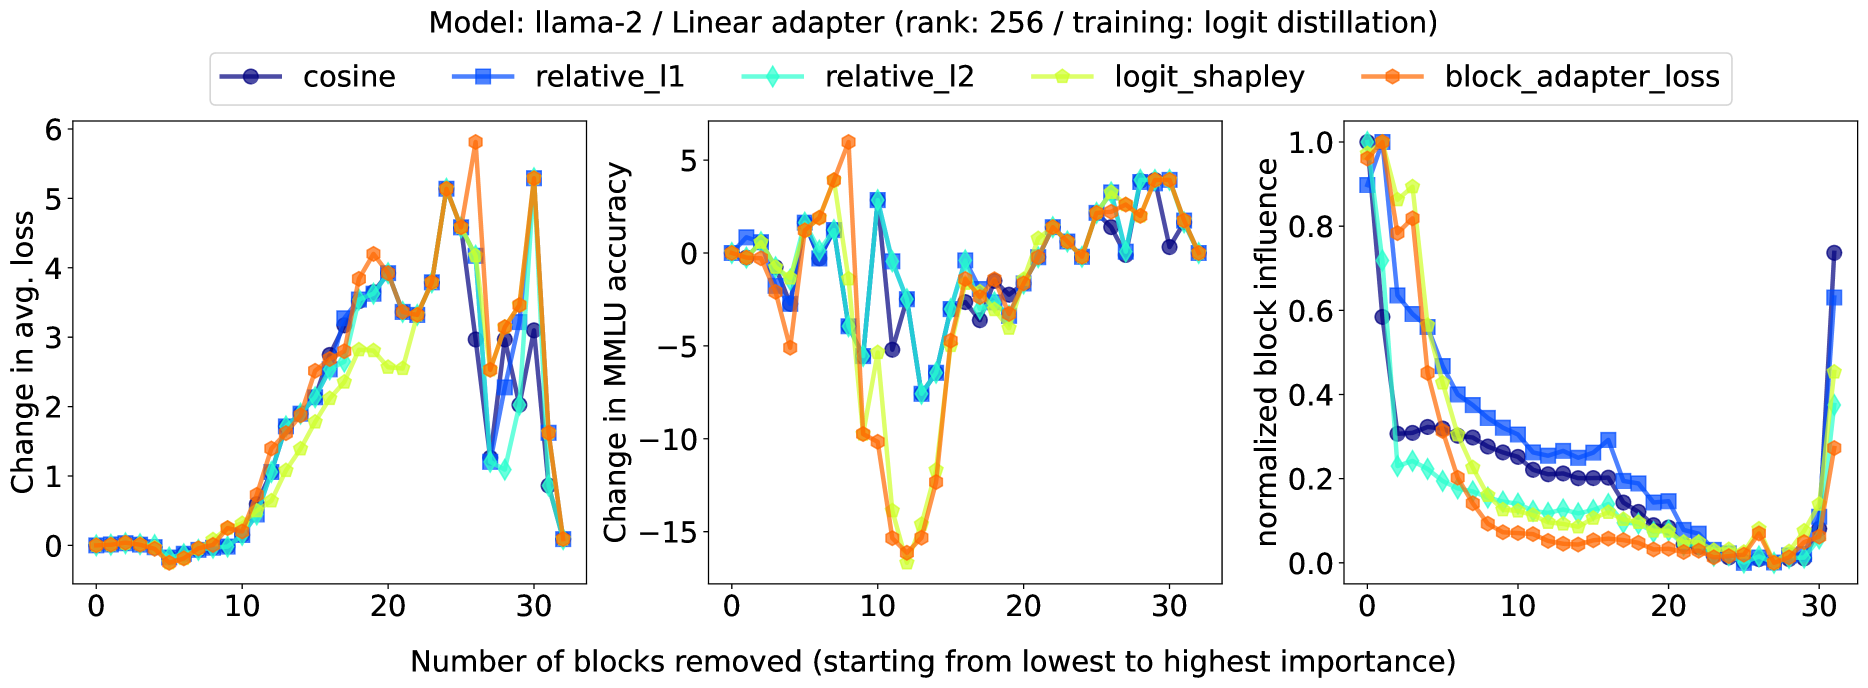 Model: llama-2 / Linear adapter (rank: 256 / training: logit distillation)
cosine relative_l1 relative_l2 logit_shapley block_adapter_loss
Change in avg. loss
6
5
4
3
2
1
0
0 10 20 30
Change in MMLU accuracy
5
0
−5
−10
−15
0 10 20 30
normalized block influence
1.0
0.8
0.6
0.4
0.2
0.0
0 10 20 30
Number of blocks removed (starting from lowest to highest importance)